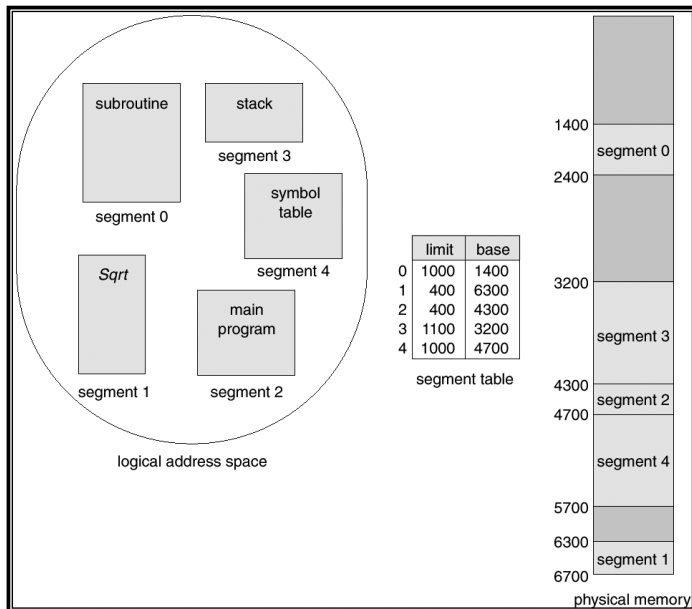 subroutine
segment 0
stack
segment 3
symbol
table
segment 4
Sqrt
segment 1
main
program
segment 2
logical address space
limit base
0 1000 1400
1 400 6300
2 400 4300
3 1100 3200
4 1000 4700
segment table
1400
segment 0
2400
3200
segment 3
4300
segment 2
4700
segment 4
5700
6300
segment 1
6700
physical memory